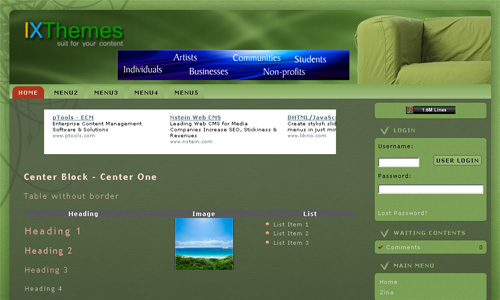 IXThemes
suit for your content
Individuals
Artists
Businesses
Communities
Non-profits
Students
HOME
MENU2
MENU3
MENU4
MENU5
pTools - ECM
Enterprise Content Management
Software & Solutions
www.ptools.com
Nstein Web CMS
Leading Web CMS for Media
Companies Increase SEO, Stickiness &
Revenues
www.nstein.com
DHTML/JavaSc
Create stylish slid
menus in just min
www.likno.com
1.6M Lines
LOGIN
Username:
USER LOGIN
Password:
Lost Password?
WAITING CONTENTS
Comments 0
MAIN MENU
Home
Zina
Center Block - Center One
Table without border
Heading Image List
Heading 1
Heading 2
Heading 3
Heading 4
List Item 1
List Item 2
List Item 3